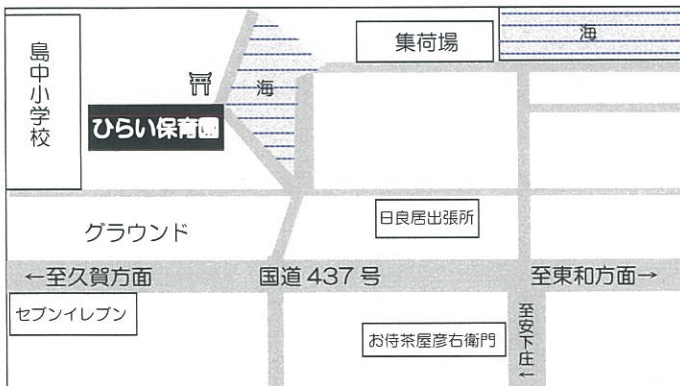 島中小学校
集荷場
海
海
ひらい保育園
グラウンド
日良居出張所
←至久賀方面
国道437号
至東和方面→
セブンイレブン
お侍茶屋彦右衛門
至安下庄←